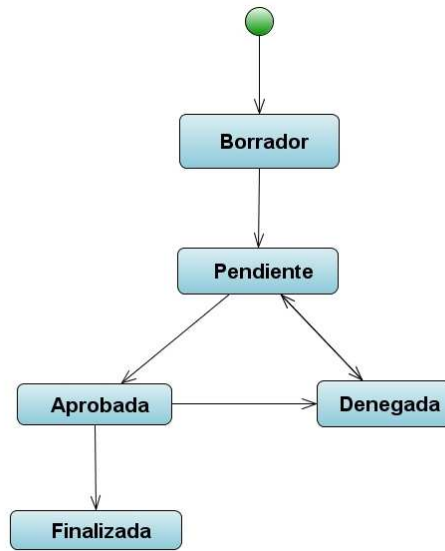 Borrador
Pendiente
Aprobada
Denegada
Finalizada